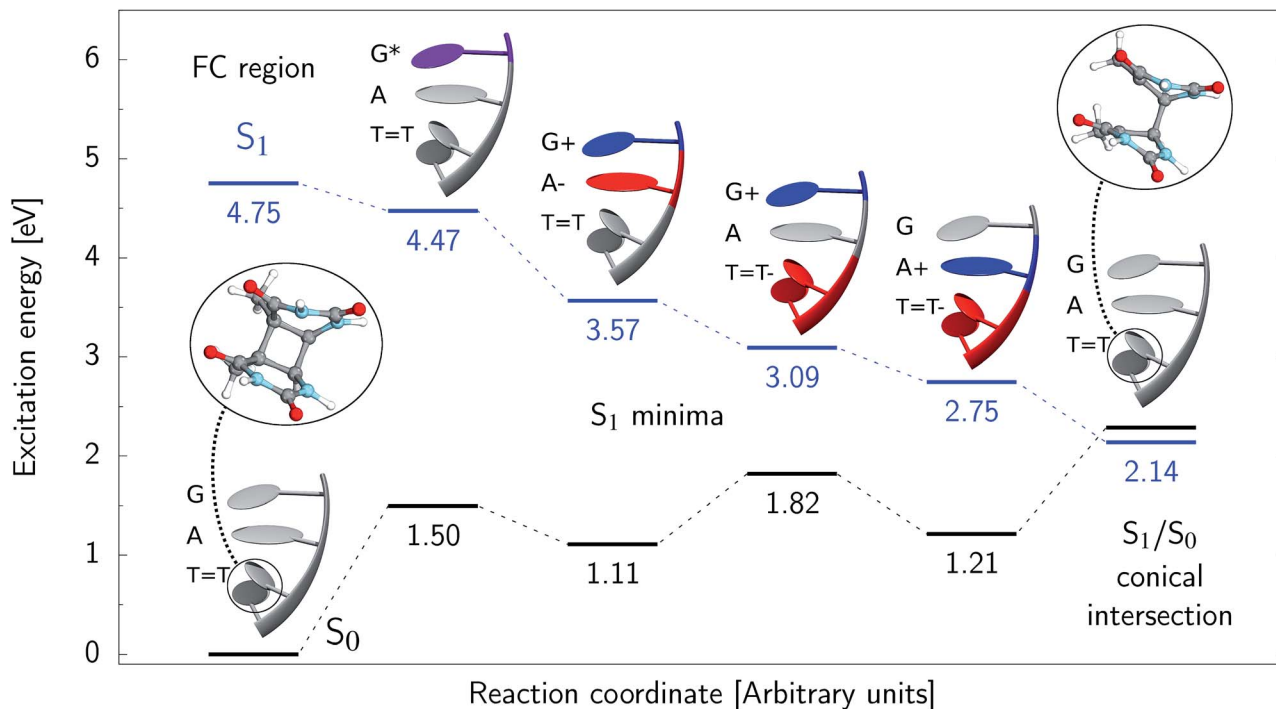 Excitation energy [eV]
6
5
4
3
2
1
0
FC region
S₁
4.75
G
A
T=T
S₀
G*
A
T=T
4.47
1.50
G+
A-
T=T
3.57
1.11
S₁ minima
G+
A
T=T-
3.09
1.82
G
A+
T=T-
2.75
1.21
G
A
T=T
2.14
S₁/S₀
conical
intersection
Reaction coordinate [Arbitrary units]